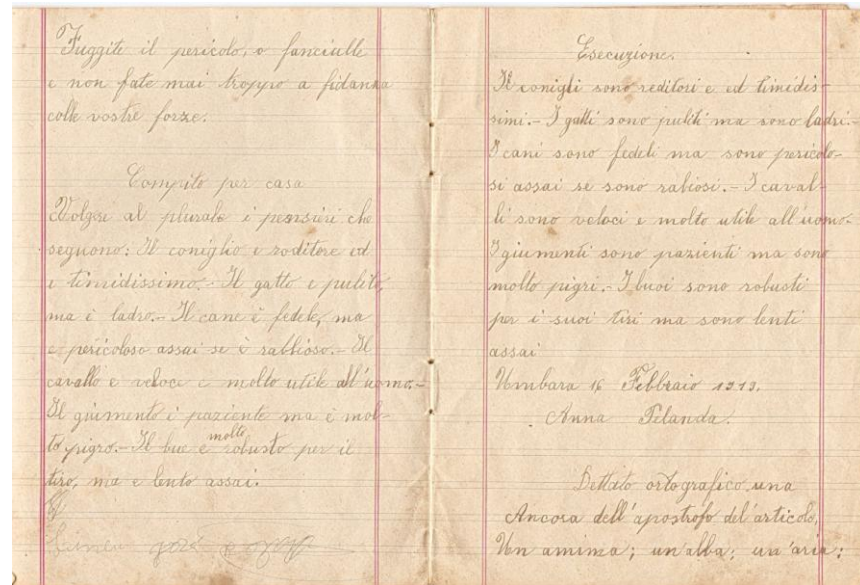 Fuggite il pericolo, o fanciulle
e non fate mai troppo a fidanza
colle vostre forze.
Compito per casa
Volgere al plurale i pensieri che
seguono: Il coniglio e roditore ed
e timidissimo. - Il gatto e pulito,
ma è ladro. - Il cane è fedele, ma
e pericoloso assai se è rabbioso. - Il
cavallo e veloce e molto utile all'uomo. -
Il giumento è paziente ma è mol-
to pigro. - Il bue e molto robusto per il
tiro, ma e lento assai.
Esecuzione.
Il conigli sono reditori e ed timidis-
simi. - I gatti sono puliti ma sono ladri. -
I cani sono fedeli ma sono pericolo-
si assai se sono rabiosi. - I caval-
li sono veloci e molto utile all'uomo. -
I giumenti sono pazienti ma sono
molto pigri. - I buoi sono robusti
per i suoi tiri ma sono lenti
assai
Umbara 16 Febbraio 1919.
Anna Pelanda.
Dettato ortografico, una
Ancora dell'apostrofo del'articolo,
Un amima; un'alba; un'aria;